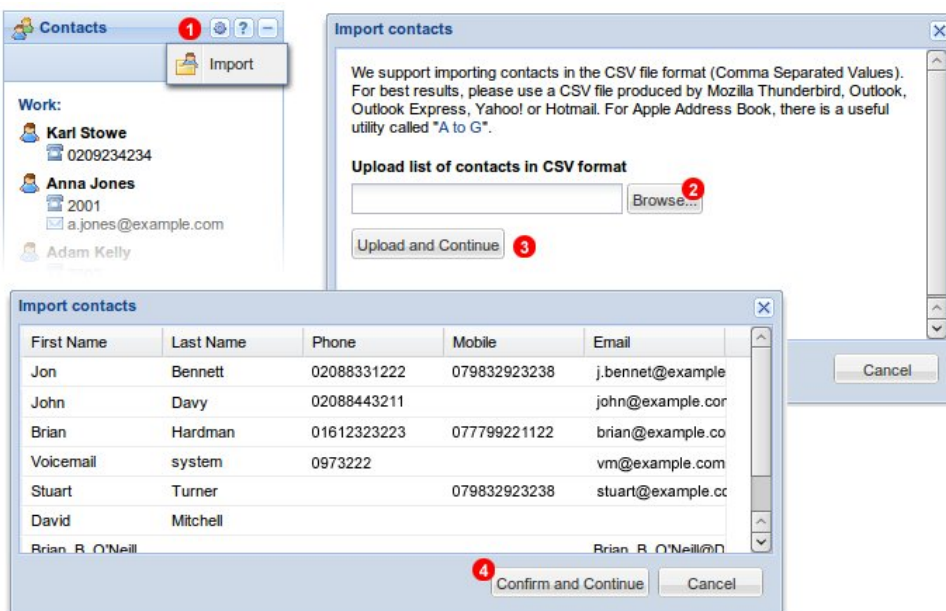 Contacts
1
?
Import
Work:
Karl Stowe
0209234234
Anna Jones
2001
a.jones@example.com
Adam Kelly
Import contacts
We support importing contacts in the CSV file format (Comma Separated Values).
For best results, please use a CSV file produced by Mozilla Thunderbird, Outlook,
Outlook Express, Yahoo! or Hotmail. For Apple Address Book, there is a useful
utility called "A to G".
Upload list of contacts in CSV format
Browse...
2
Upload and Continue
3
Cancel
Import contacts
First Name Last Name Phone Mobile Email
Jon Bennett 02088331222 079832923238 j.bennet@example
John Davy 02088443211 john@example.cor
Brian Hardman 01612323223 077799221122 brian@example.co
Voicemail system 0973222 vm@example.com
Stuart Turner 079832923238 stuart@example.cc
David Mitchell
Brian_B_O'Neill Brian_B_O'Neill@D
4
Confirm and Continue Cancel